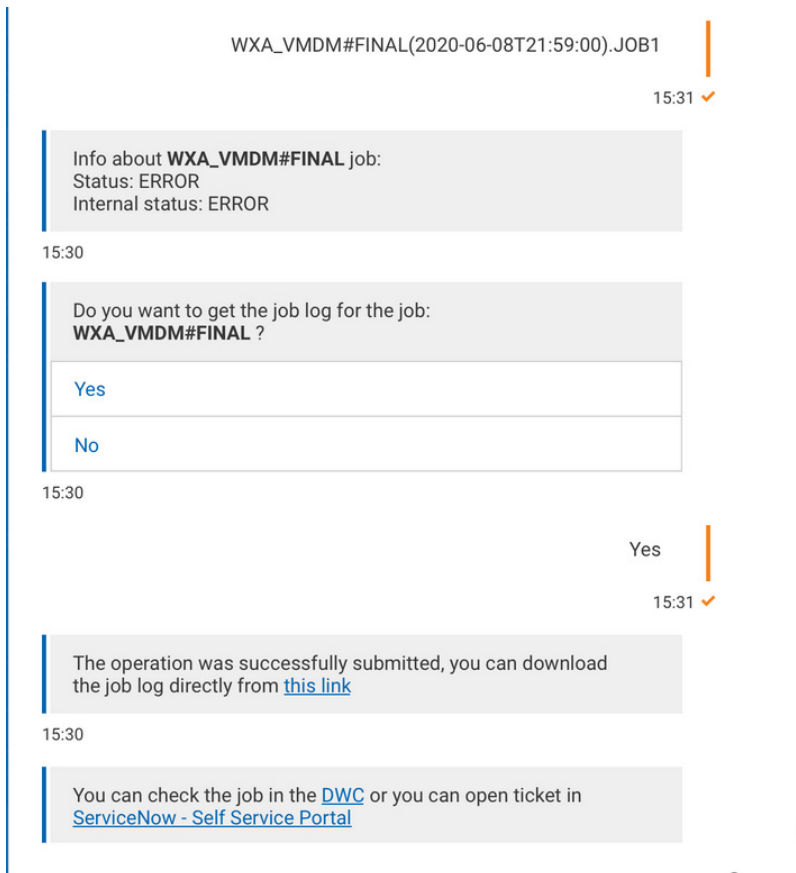 WXA_VMDM#FINAL(2020-06-08T21:59:00).JOB1
15:31
Info about WXA_VMDM#FINAL job:
Status: ERROR
Internal status: ERROR
15:30
Do you want to get the job log for the job:
WXA_VMDM#FINAL ?
Yes
No
15:30
Yes
15:31
The operation was successfully submitted, you can download
the job log directly from this link
15:30
You can check the job in the DWC or you can open ticket in
ServiceNow - Self Service Portal